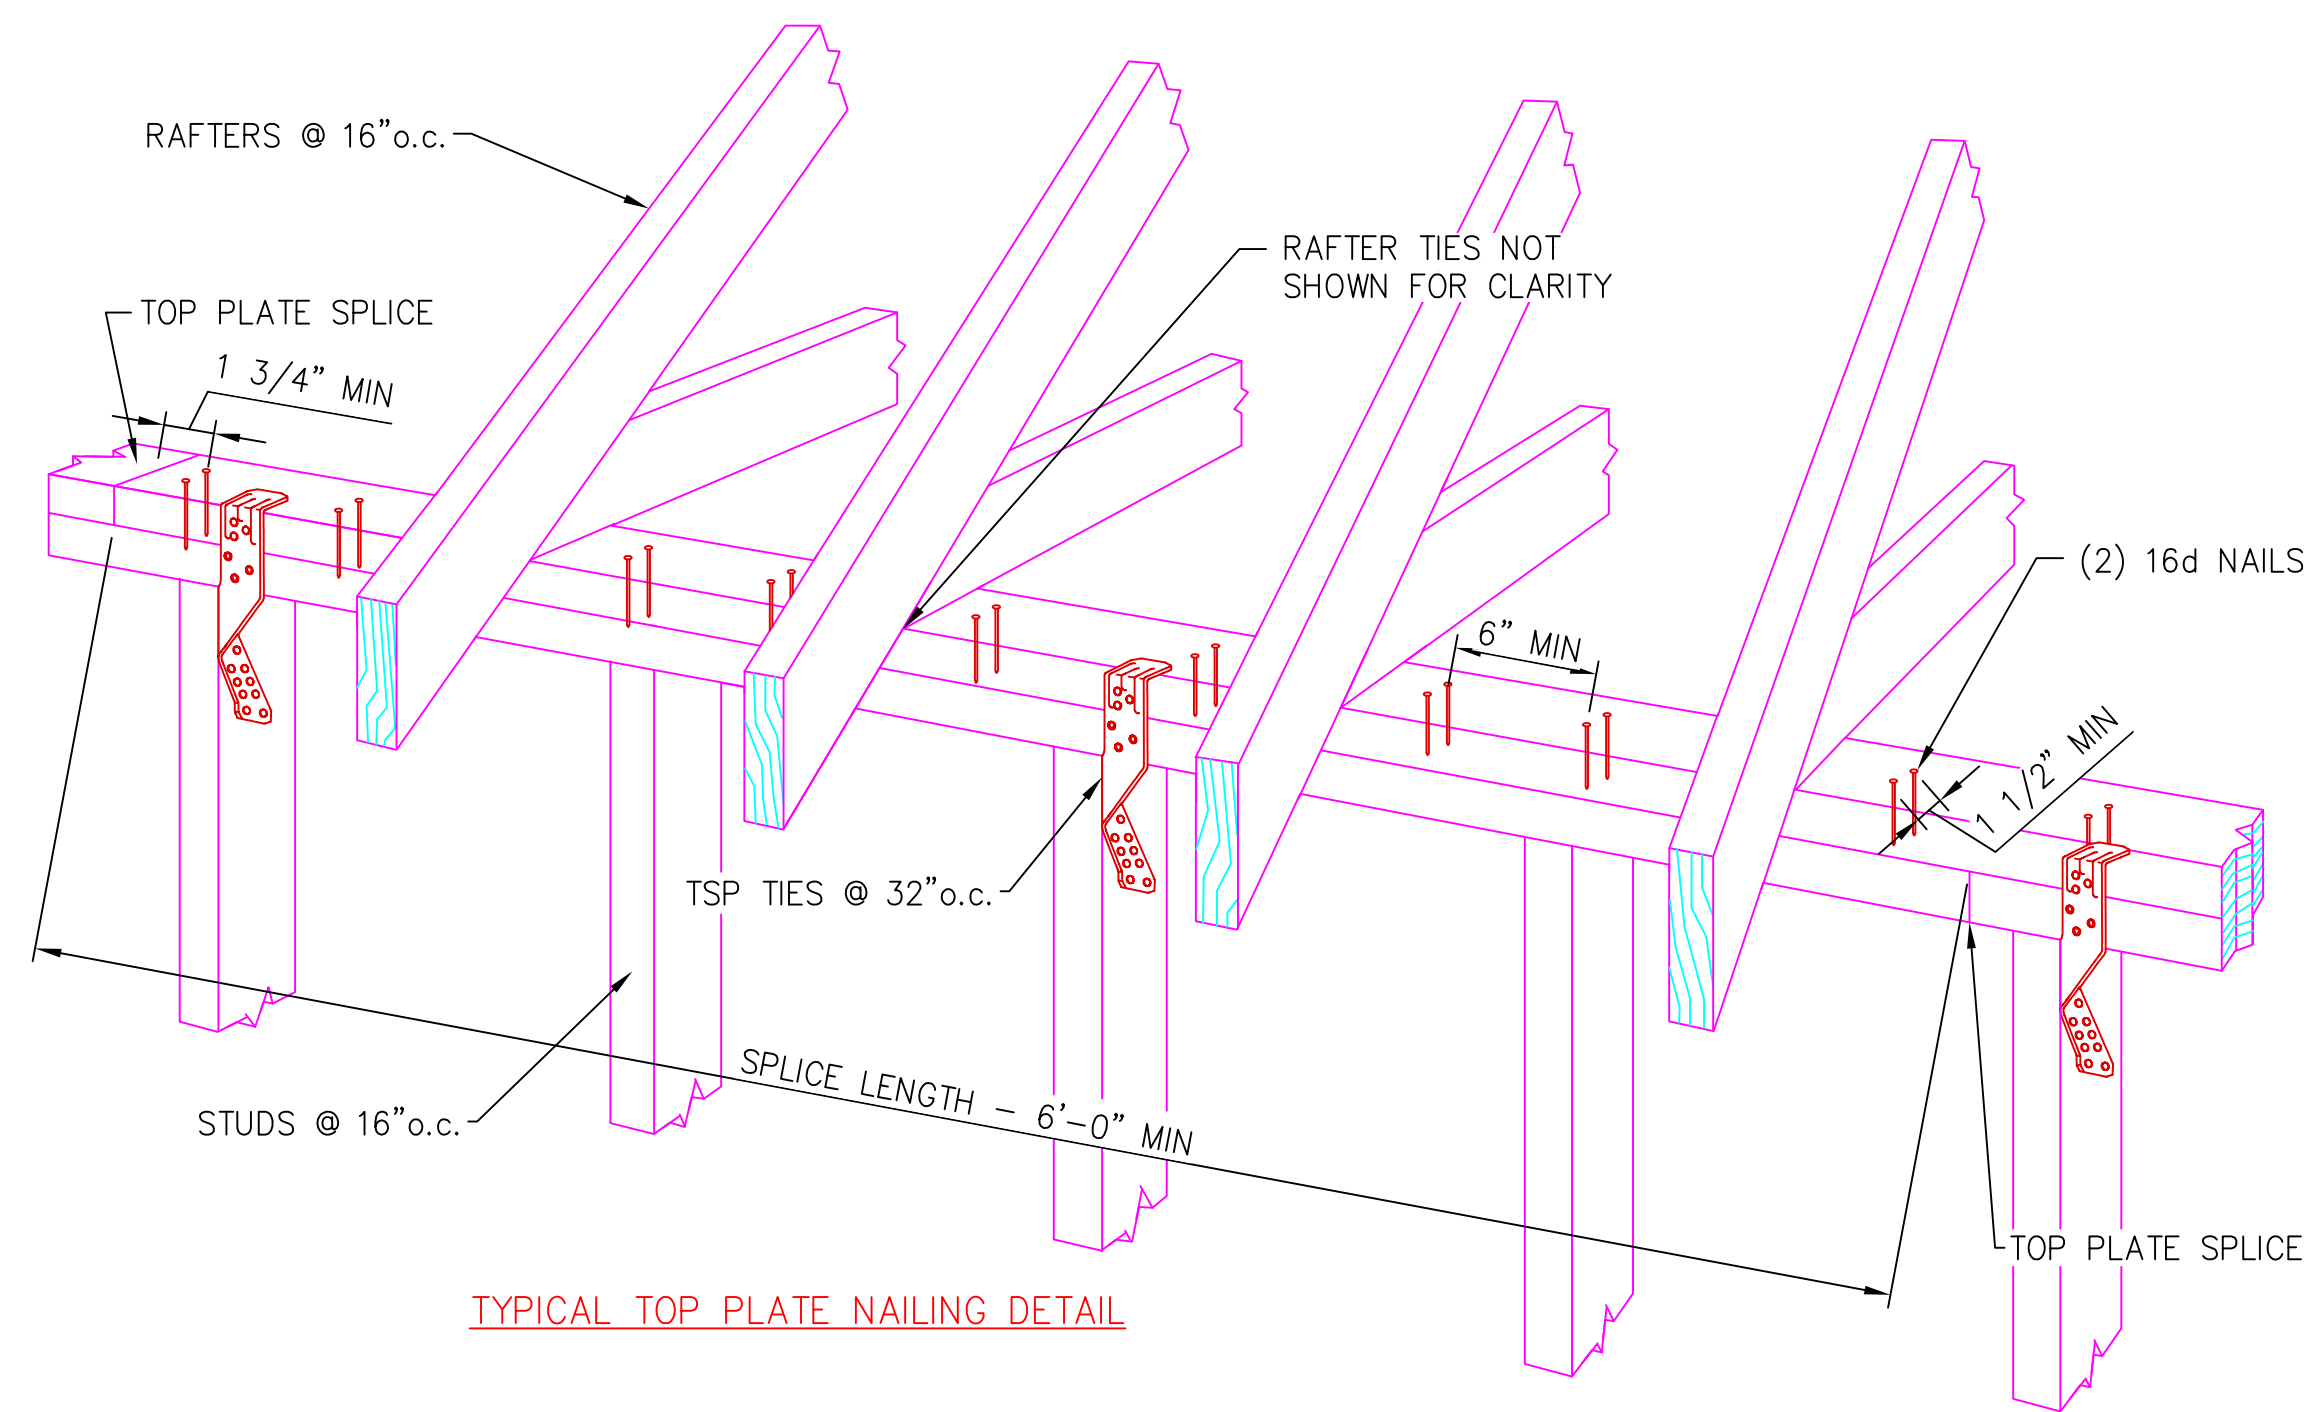 RAFTERS @ 16"o.c.
RAFTER TIES NOT
SHOWN FOR CLARITY
TOP PLATE SPLICE
1 3/4" MIN
(2) 16d NAILS
6" MIN
1 1/2" MIN
TSP TIES @ 32"o.c.
SPLICE LENGTH - 6'-0" MIN
STUDS @ 16"o.c.
TOP PLATE SPLICE
TYPICAL TOP PLATE NAILING DETAIL